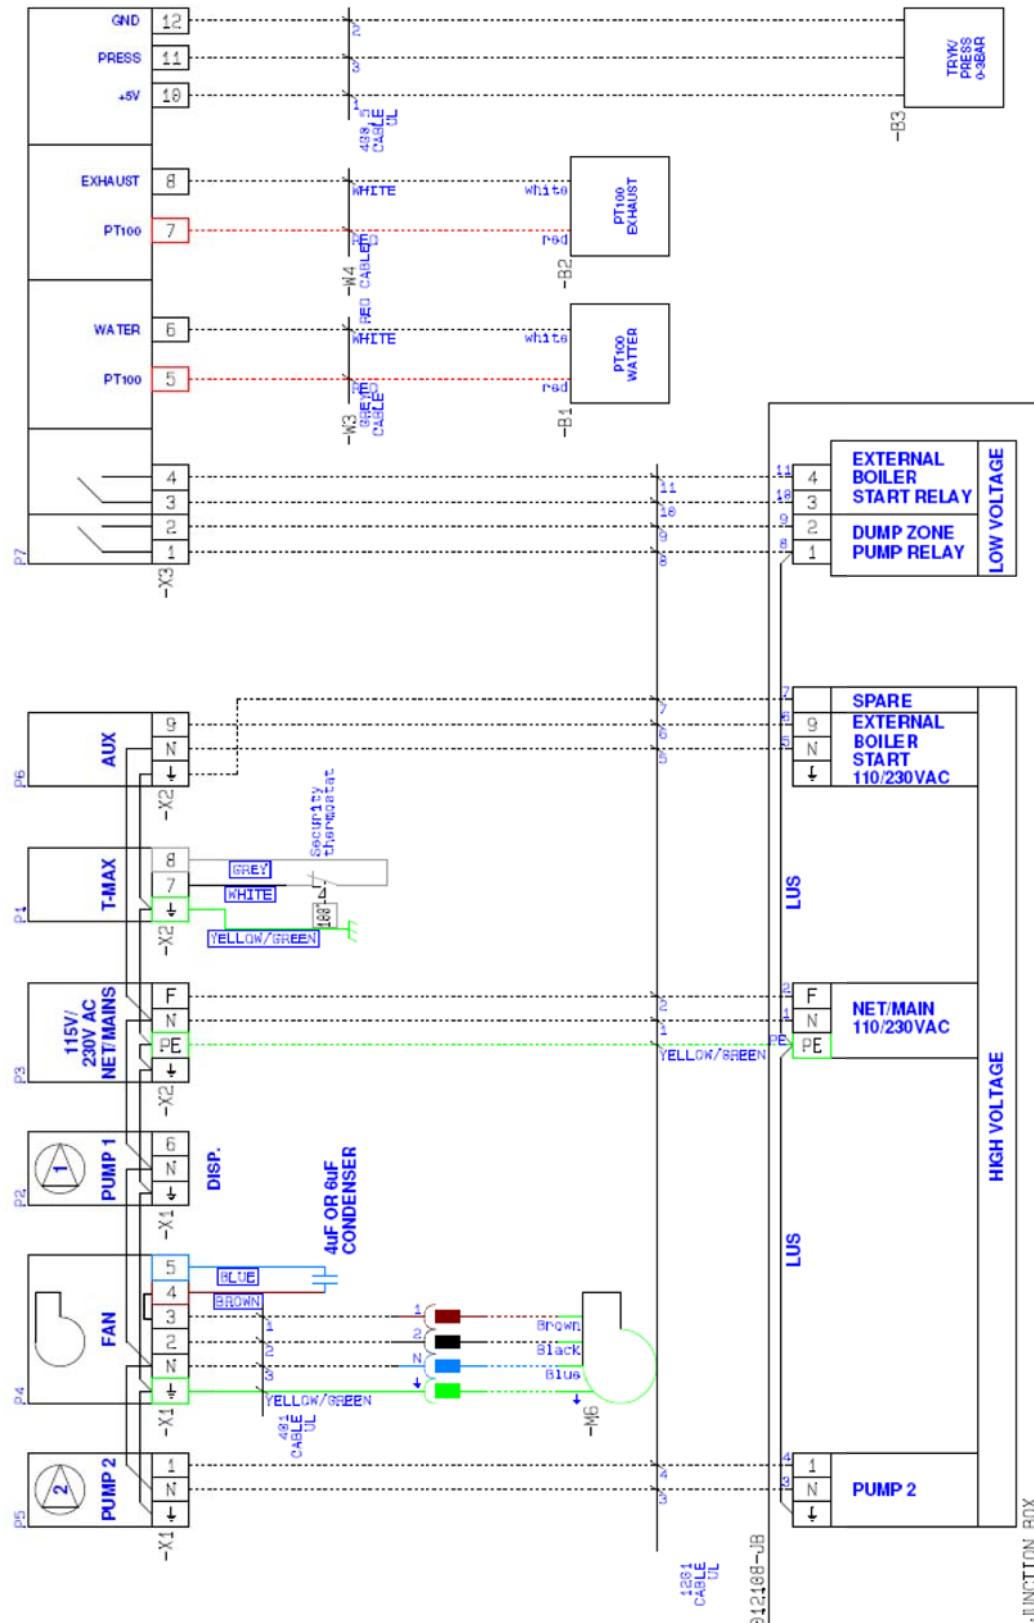 GND 12
PRESS 11
+5V 10
2
3
1
400,5
CABLE
UL
TRYK/
PRESS
0-3BAR
-B3
EXHAUST 8
PT100 7
WHITE
RED
-W4
RED CABLE
White
red
PT100
EXHAUST
-B2
WATER 6
PT100 5
WHITE
RED
-W3
GREY
CABLE
White
red
PT100
WATTER
-B1
4
3
2
1
P7
-X3
11
10
9
8
11
10
9
8
4
3
2
1
EXTERNAL
BOILER
START RELAY
DUMP ZONE
PUMP RELAY
LOW VOLTAGE
P6
AUX
9
N
-X2
7
6
5
7
6
5
9
N
SPARE
EXTERNAL
BOILER
START
110/230VAC
P1
T-MAX
8
7
-X2
GREY
WHITE
YELLOW/GREEN
Security
thermostat
LUS
P3
115V/
230V AC
NET/MAINS
F
N
PE
-X2
2
1
YELLOW/GREEN
2
1
PE
F
N
PE
NET/MAIN
110/230VAC
HIGH VOLTAGE
P2
1
PUMP 1
6
N
-X1
DISP.
4uF OR 6uF
CONDENSER
LUS
P4
FAN
5
4
3
2
N
-X1
BLUE
BROWN
1
2
3
YELLOW/GREEN
401
CABLE
UL
1
2
N
Brown
Black
Blue
-M6
P5
2
PUMP 2
1
N
-X1
4
3
4
3
1
N
PUMP 2
1201
CABLE
UL
012108-JB
JUNCTION BOX